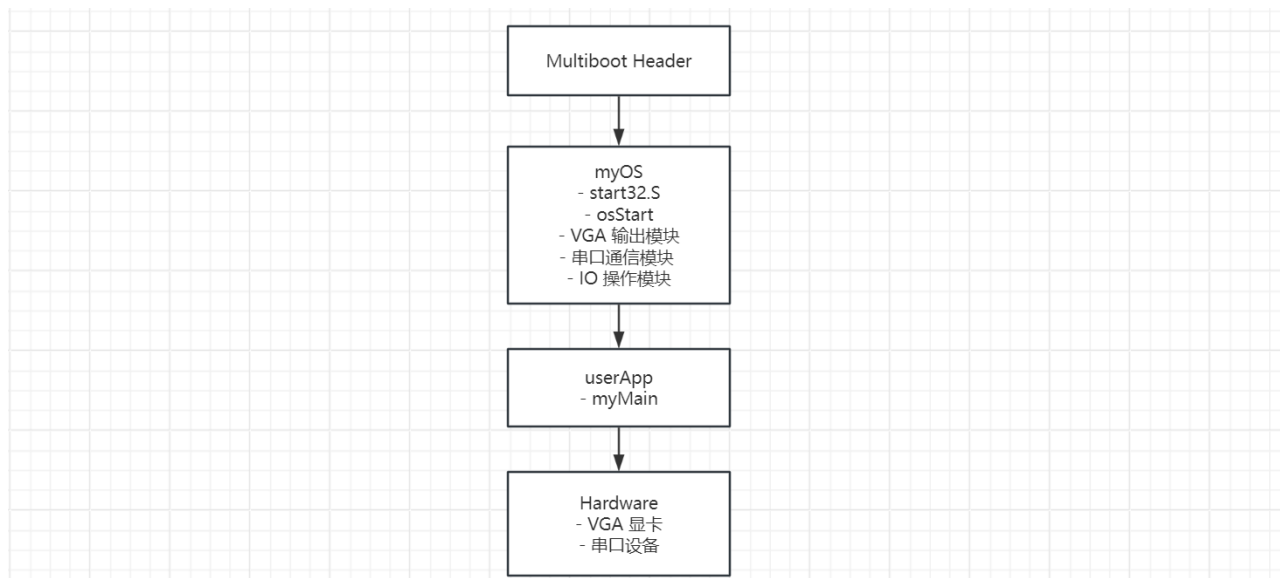 Multiboot Header
myOS
- start32.S
- osStart
- VGA 输出模块
- 串口通信模块
- IO 操作模块
userApp
- myMain
Hardware
- VGA 显卡
- 串口设备